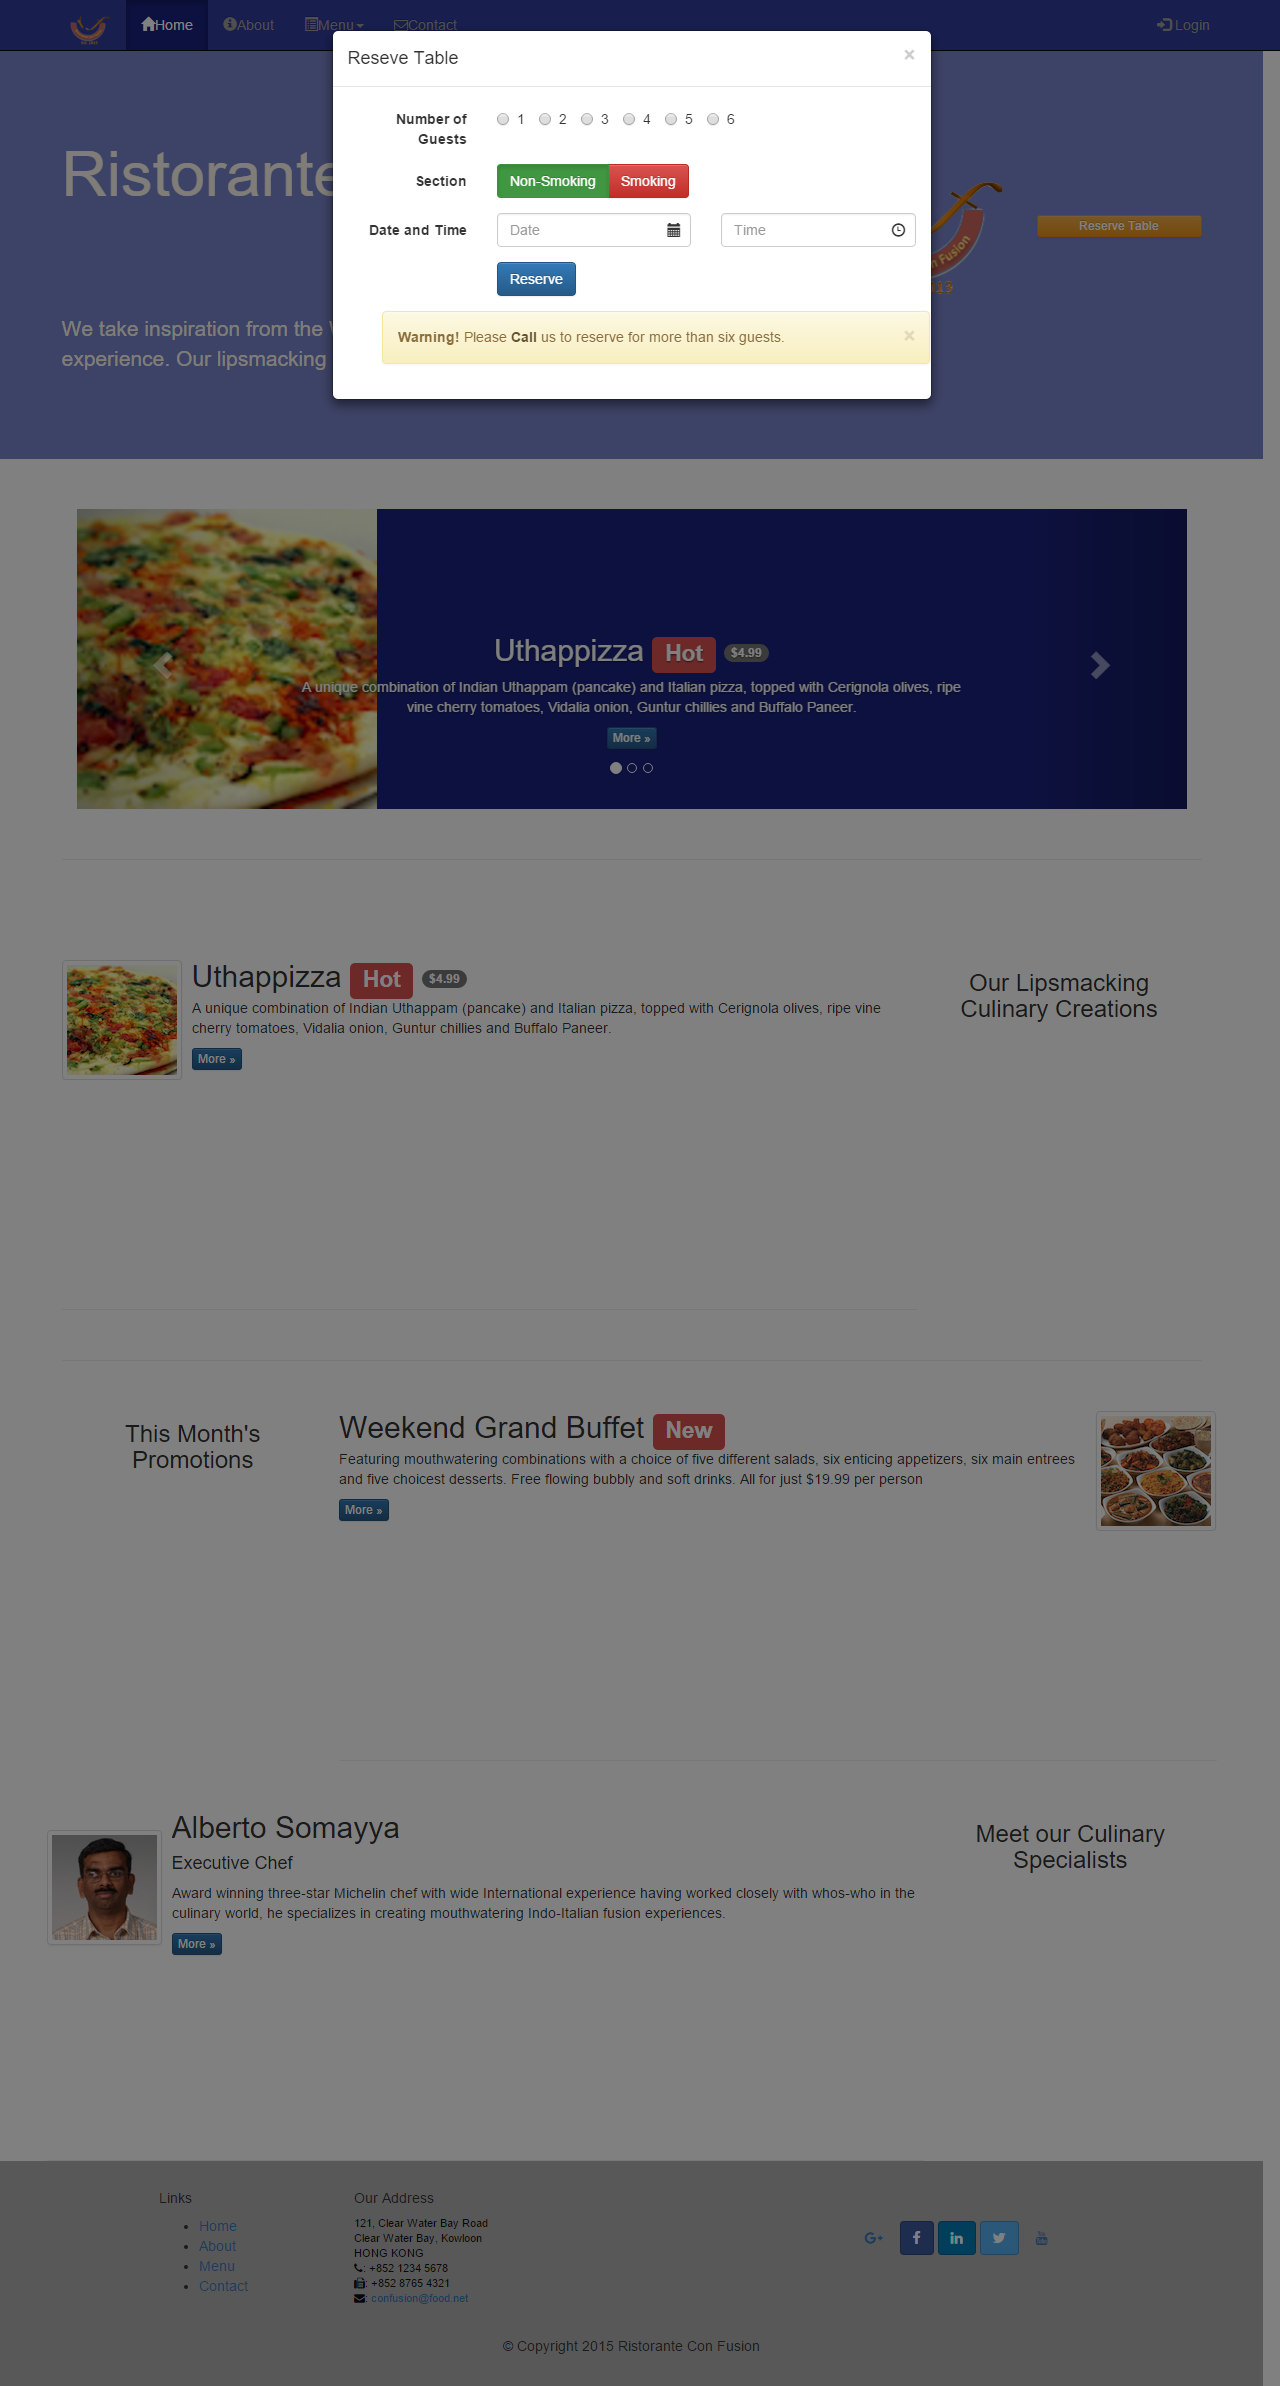 Home About Menu Contact Login
Reseve Table ×
Number of Guests
1 2 3 4 5 6
Section Non-Smoking Smoking
Date and Time Date Time
Reserve
Warning! Please Call us to reserve for more than six guests. ×
Ristorante
Reserve Table
on Fusion
We take inspiration from the
experience. Our lipsmacking
Uthappizza Hot $4.99
A unique combination of Indian Uthappam (pancake) and Italian pizza, topped with Cerignola olives, ripe
vine cherry tomatoes, Vidalia onion, Guntur chillies and Buffalo Paneer.
More »
Uthappizza Hot $4.99
A unique combination of Indian Uthappam (pancake) and Italian pizza, topped with Cerignola olives, ripe vine
cherry tomatoes, Vidalia onion, Guntur chillies and Buffalo Paneer.
More »
Our Lipsmacking
Culinary Creations
This Month's
Promotions
Weekend Grand Buffet New
Featuring mouthwatering combinations with a choice of five different salads, six enticing appetizers, six main entrees
and five choicest desserts. Free flowing bubbly and soft drinks. All for just $19.99 per person
More »
Alberto Somayya
Executive Chef
Award winning three-star Michelin chef with wide International experience having worked closely with whos-who in the
culinary world, he specializes in creating mouthwatering Indo-Italian fusion experiences.
More »
Meet our Culinary
Specialists
Links
Home
About
Menu
Contact
Our Address
121, Clear Water Bay Road
Clear Water Bay, Kowloon
HONG KONG
: +852 1234 5678
: +852 8765 4321
: confusion@food.net
© Copyright 2015 Ristorante Con Fusion